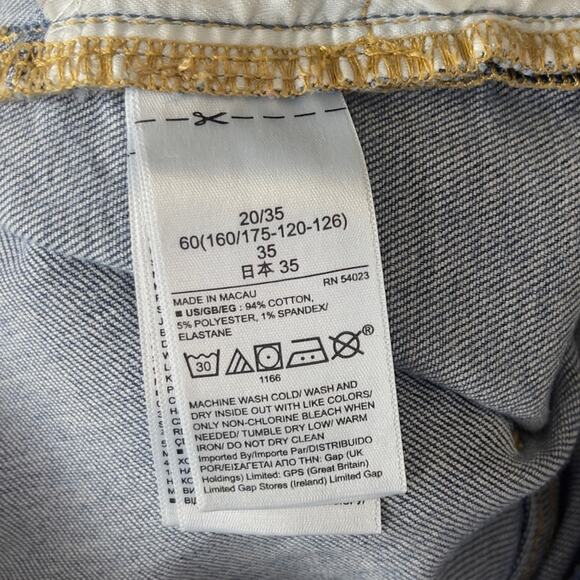 20/35
60(160/175-120-126)
35
日本 35
RN 54023
MADE IN MACAU
■ US/GB/EG : 94% COTTON,
5% POLYESTER, 1% SPANDEX/
ELASTANE
30
®
1166
MACHINE WASH COLD/ WASH AND
DRY INSIDE OUT WITH LIKE COLORS/
ONLY NON-CHLORINE BLEACH WHEN
NEEDED/ TUMBLE DRY LOW/ WARM
IRON/ DO NOT DRY CLEAN
Imported By/Importe Par/DISTRIBUIDO
POR/ΕΙΣΑΓΕΤΑΙ ΑΠΟ ΤΗΝ: Gap (UK
Holdings) Limited: GPS (Great Britain)
Limited Gap Stores (Ireland) Limited Gap